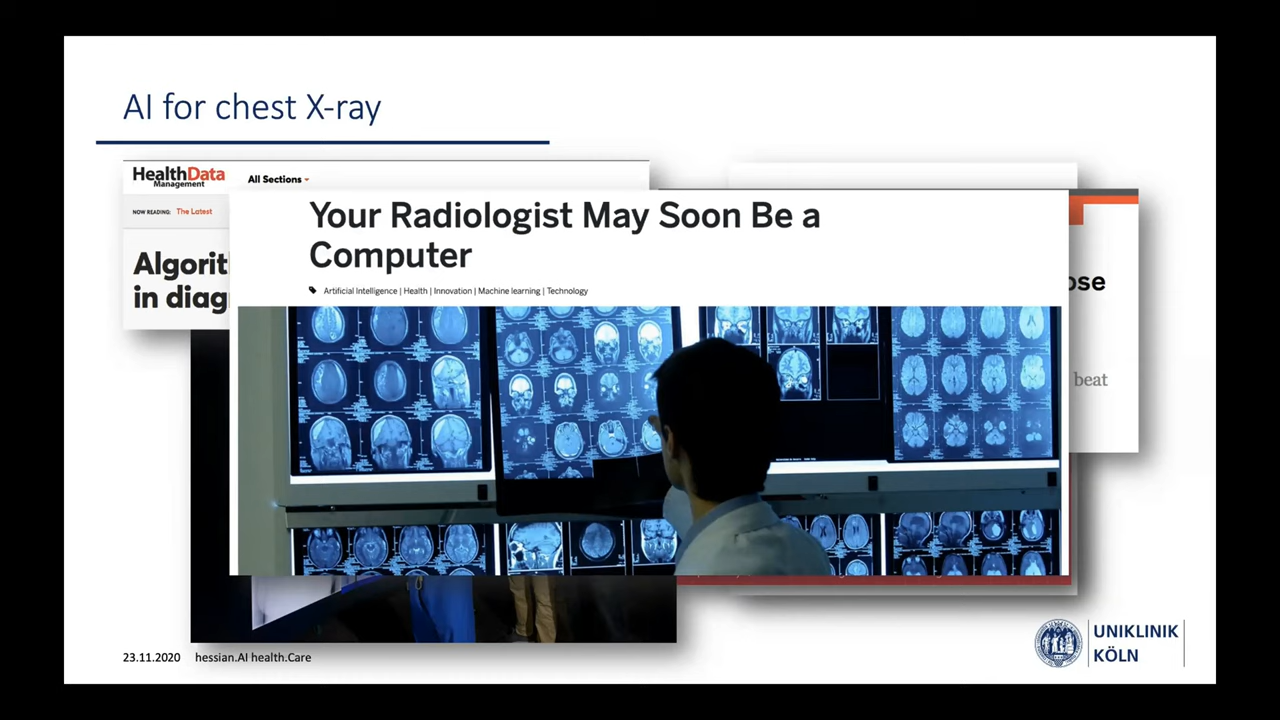 AI for chest X-ray
HealthData
Management
All Sections
NOW READING: The Latest
Algorit
in diag
Your Radiologist May Soon Be a
Computer
Artificial Intelligence | Health | Innovation | Machine learning | Technology
ose
beat
23.11.2020 hessian.AI health.Care
UNIKLINIK
KÖLN